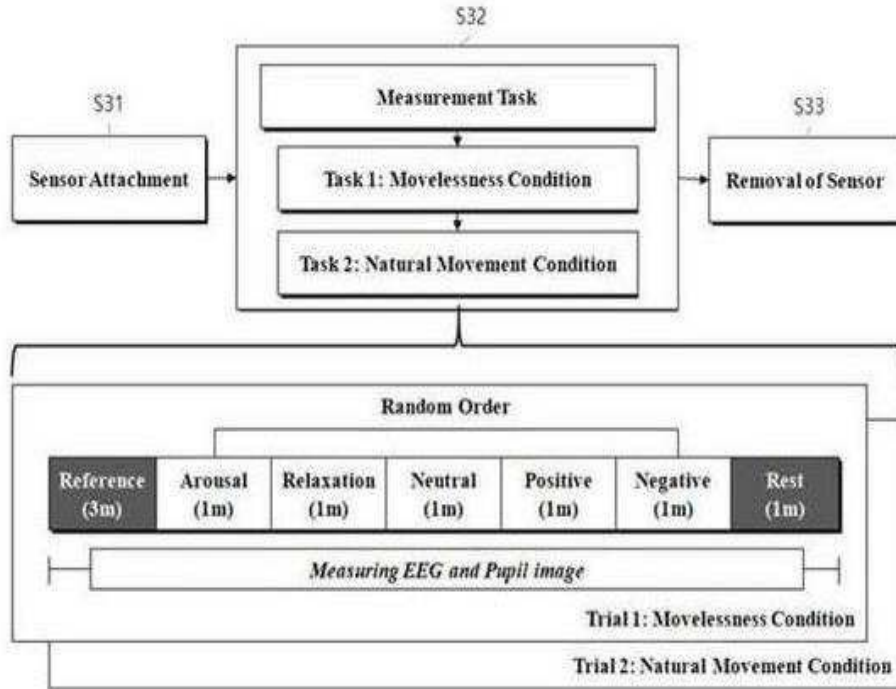 S32
S31
S33
Measurement Task
Sensor Attachment
Task 1: Movelessness Condition
Removal of Sensor
Task 2: Natural Movement Condition
Random Order
Reference Arousal Relaxation Neutral Positive Negative Rest
(3m) (1m) (1m) (1m) (1m) (1m) (1m)
Measuring EEG and Pupil image
Trial 1: Movelessness Condition
Trial 2: Natural Movement Condition